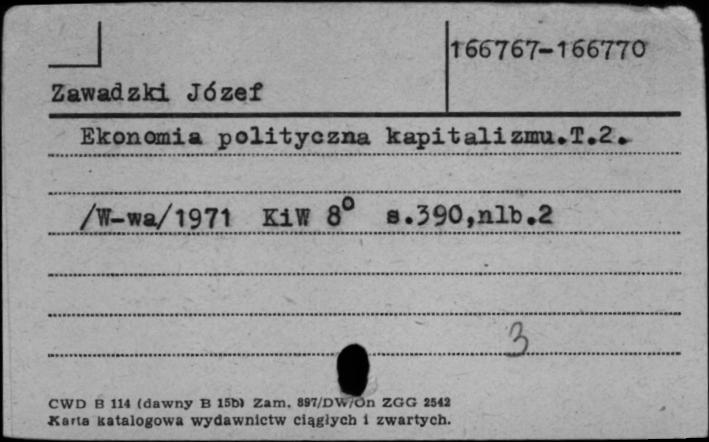 166767-166770
Zawadzki Józef
Ekonomia polityczna kapitalizmu.T.2.
/W-wa/1971 KiW 8° s.390,nlb.2
3
CWD B 114 (dawny B 15b) Zam. 897/DW/On ZGG 2542
Karta katalogowa wydawnictw ciągłych i zwartych.